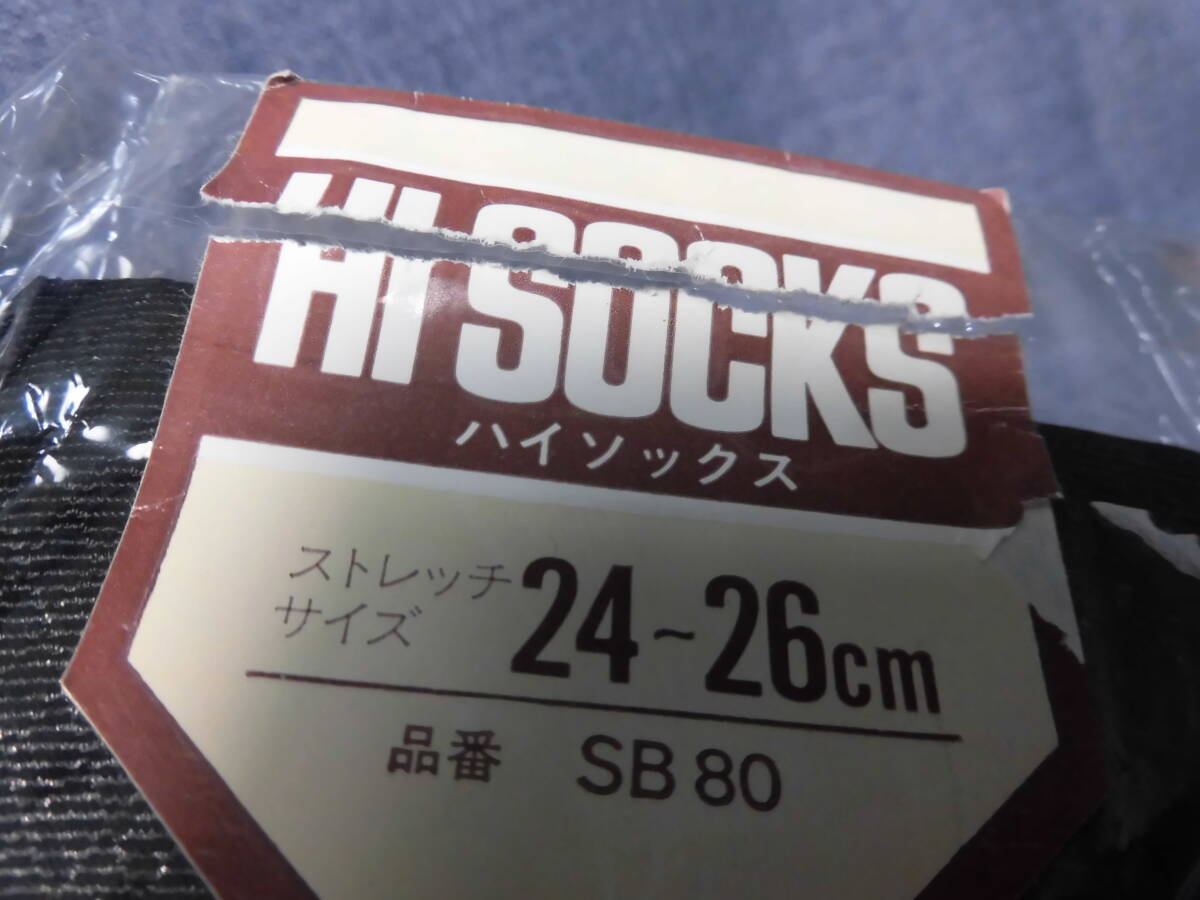 HI SOCKS
ハイソックス
ストレッチ
サイズ 24~26cm
品番 SB 80